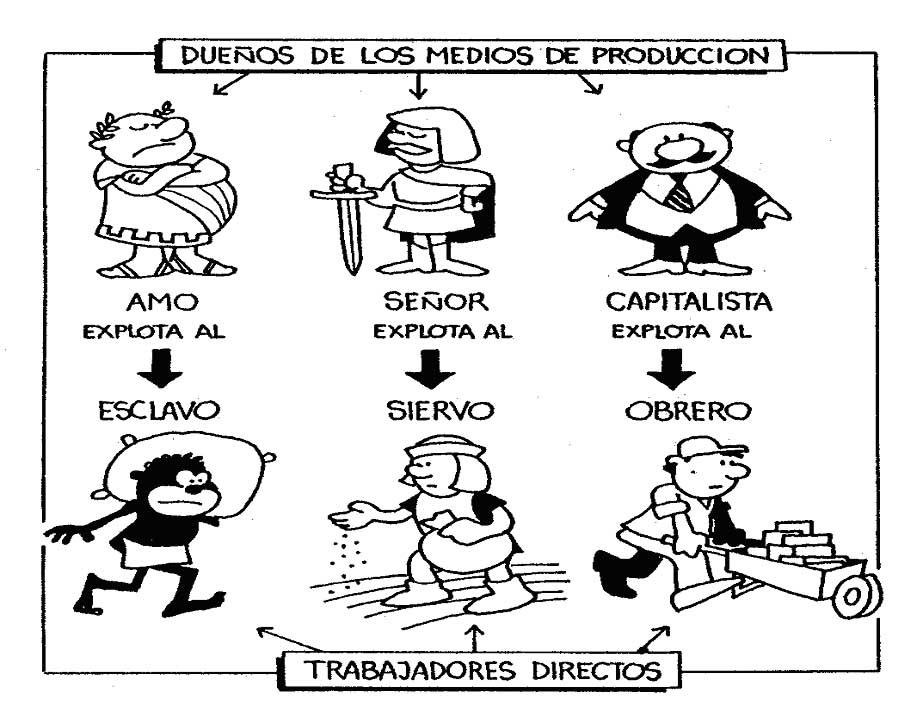 DUEÑOS DE LOS MEDIOS DE PRODUCCION
AMO
EXPLOTA AL
ESCLAVO
SEÑOR
EXPLOTA AL
SIERVO
CAPITALISTA
EXPLOTA AL
OBRERO
TRABAJADORES DIRECTOS